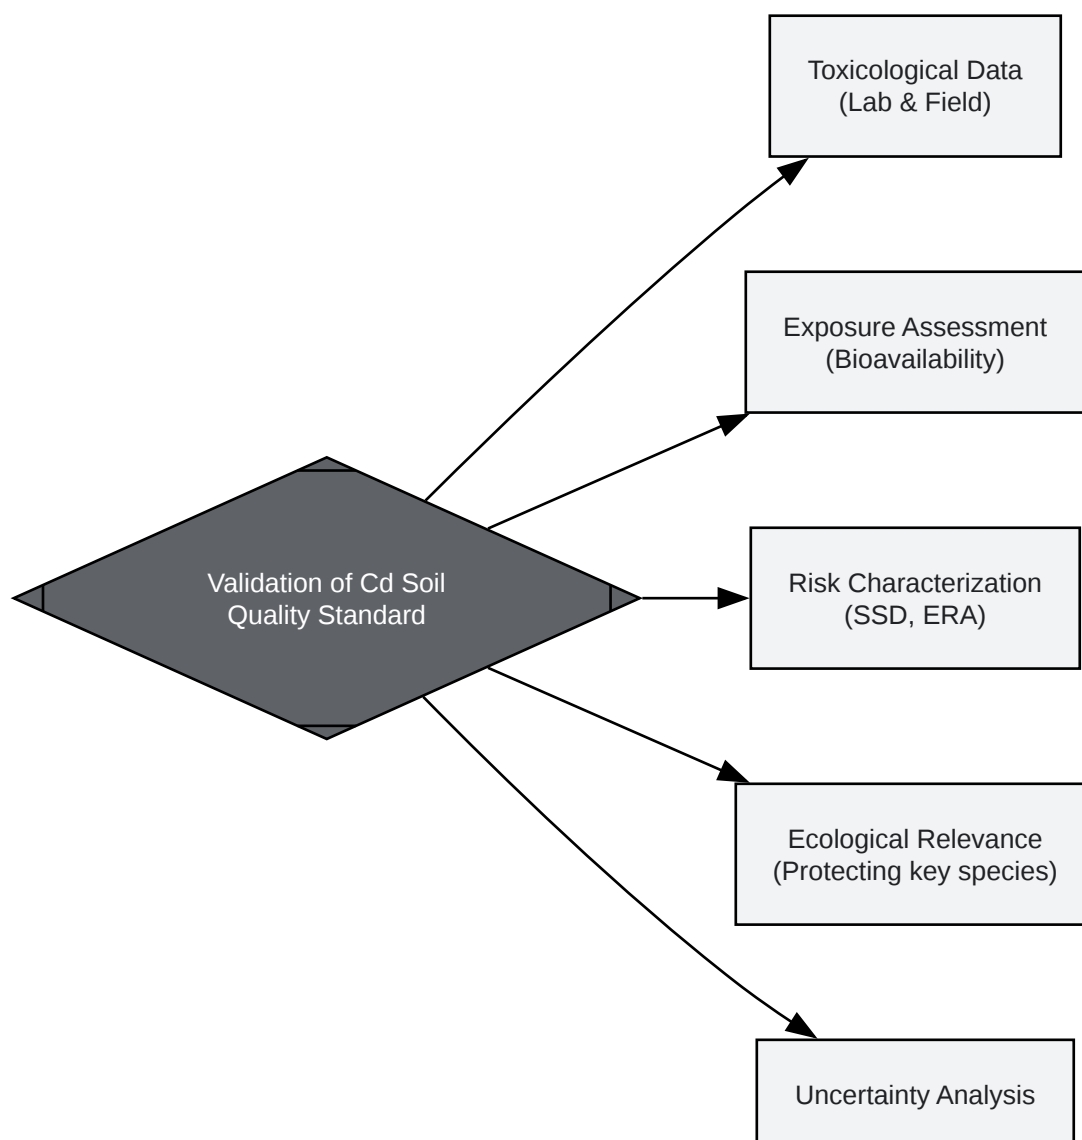 Toxicological Data
(Lab & Field)
Exposure Assessment
(Bioavailability)
Validation of Cd Soil
Quality Standard
Risk Characterization
(SSD, ERA)
Ecological Relevance
(Protecting key species)
Uncertainty Analysis